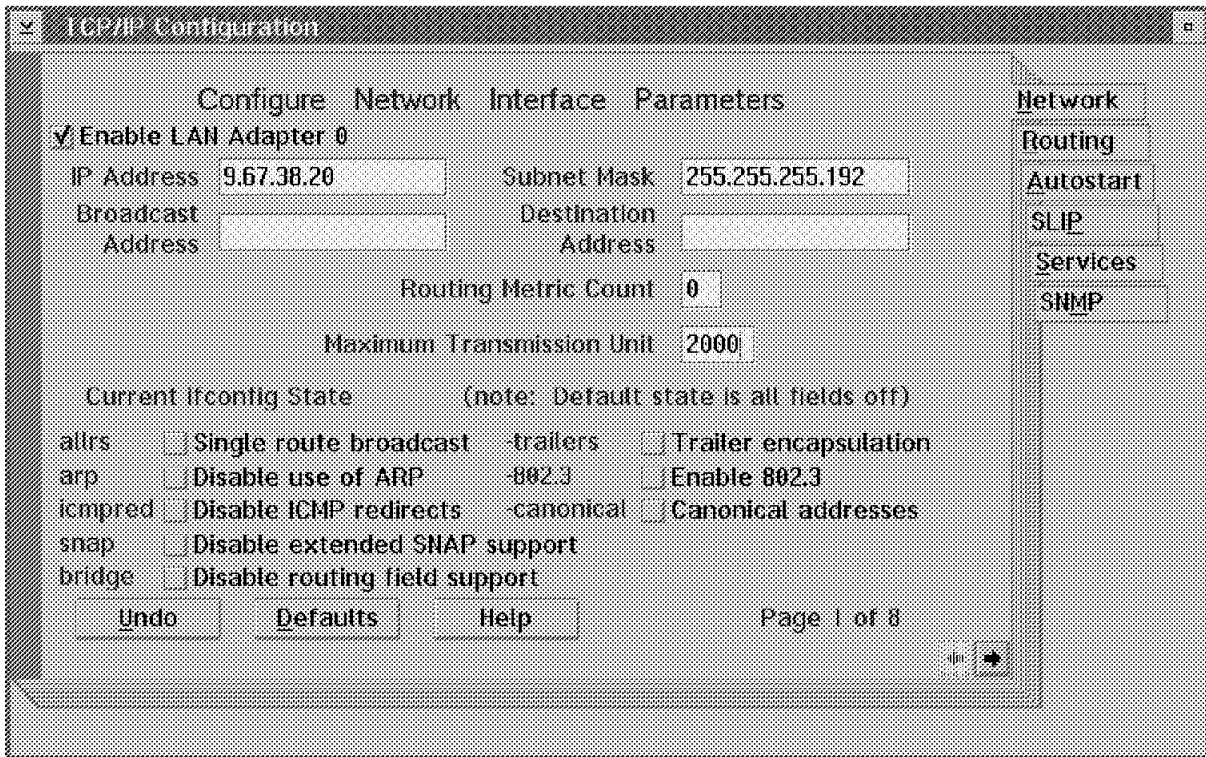 TCP/IP Configuration
Configure Network Interface Parameters
Enable LAN Adapter 0
IP Address 9.67.38.20 Subnet Mask 255.255.255.192
Broadcast Address Destination Address
Routing Metric Count 0
Maximum Transmission Unit 2000
Current ifconfig State (note: Default state is all fields off)
allrs Single route broadcast -trailers Trailer encapsulation
arp Disable use of ARP -802.3 Enable 802.3
icmpred Disable ICMP redirects -canonical Canonical addresses
snap Disable extended SNAP support
bridge Disable routing field support
Undo Defaults Help Page 1 of 8
Network
Routing
Autostart
SLIP
Services
SNMP